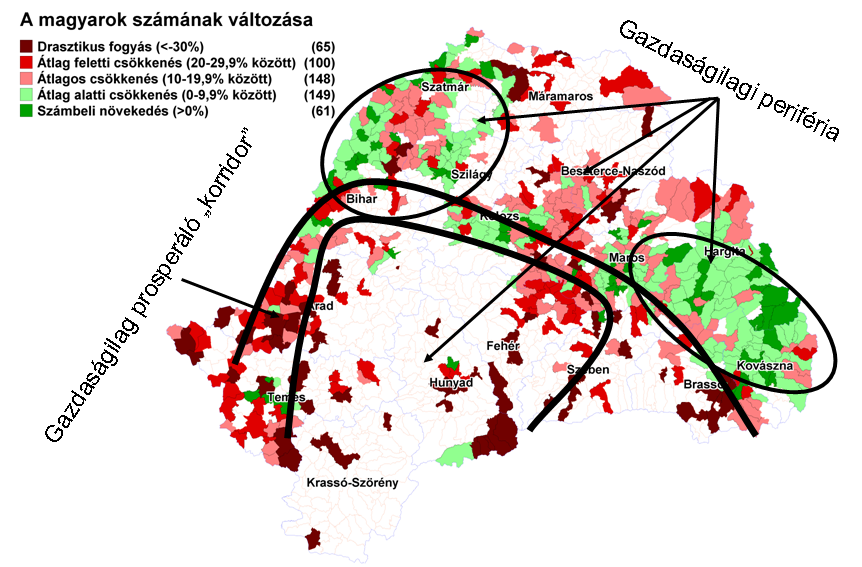 A magyarok számának változása
Drasztikus fogyás (<-30%) (65)
Átlag feletti csökkenés (20-29,9% között) (100)
Átlagos csökkenés (10-19,9% között) (148)
Átlag alatti csökkenés (0-9,9% között) (149)
Számbeli növekedés (>0%) (61)
Gazdaságilagi periféria
Gazdaságilag prosperáló „korridor”
Szatmár
Máramaros
Szilágy
Beszterce-Naszód
Bihar
Kolozs
Maros
Hargita
Arad
Fehér
Kovászna
Hunyad
Szeben
Brassó
Temes
Krassó-Szörény